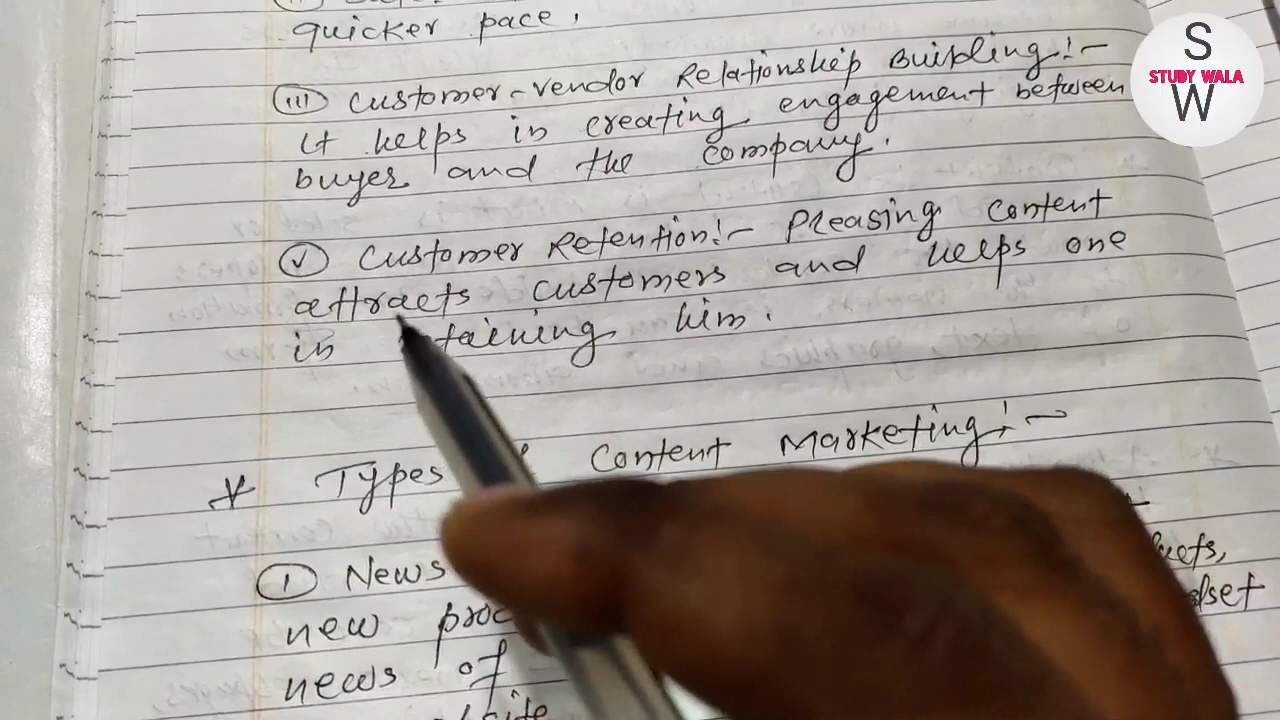 quicker pace.
(iii) Customer-vendor Relationship Building:-
It helps in creating engagement between
buyer and the company.
(v) Customer Retention:- Pleasing content
attracts customers and helps one
in him.
* Types Content Marketing:-
(1) News
new
news of
S
STUDY WALA
W